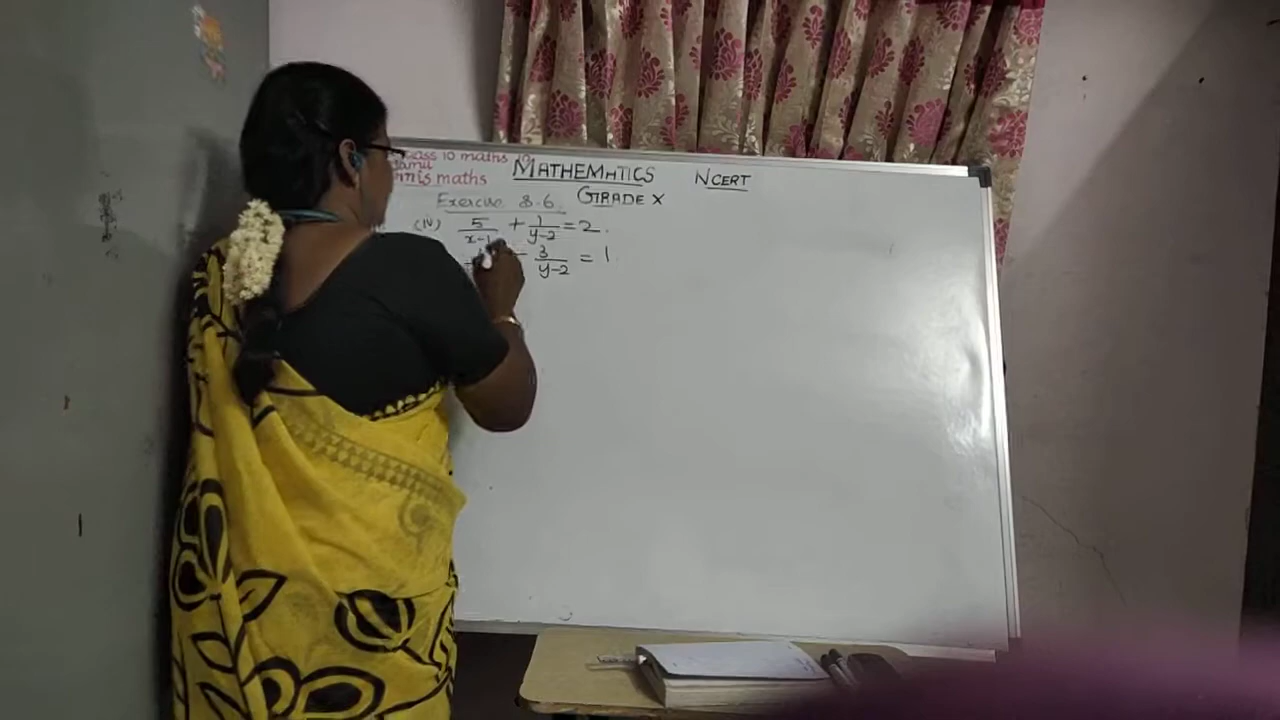 class 10 maths
Tamil
maths
MATHEMATICS NCERT
GRADE X
Exercise 3.6
(iv) 5/(x-1) + 1/(y-2) = 2.
- 3/(y-2) = 1